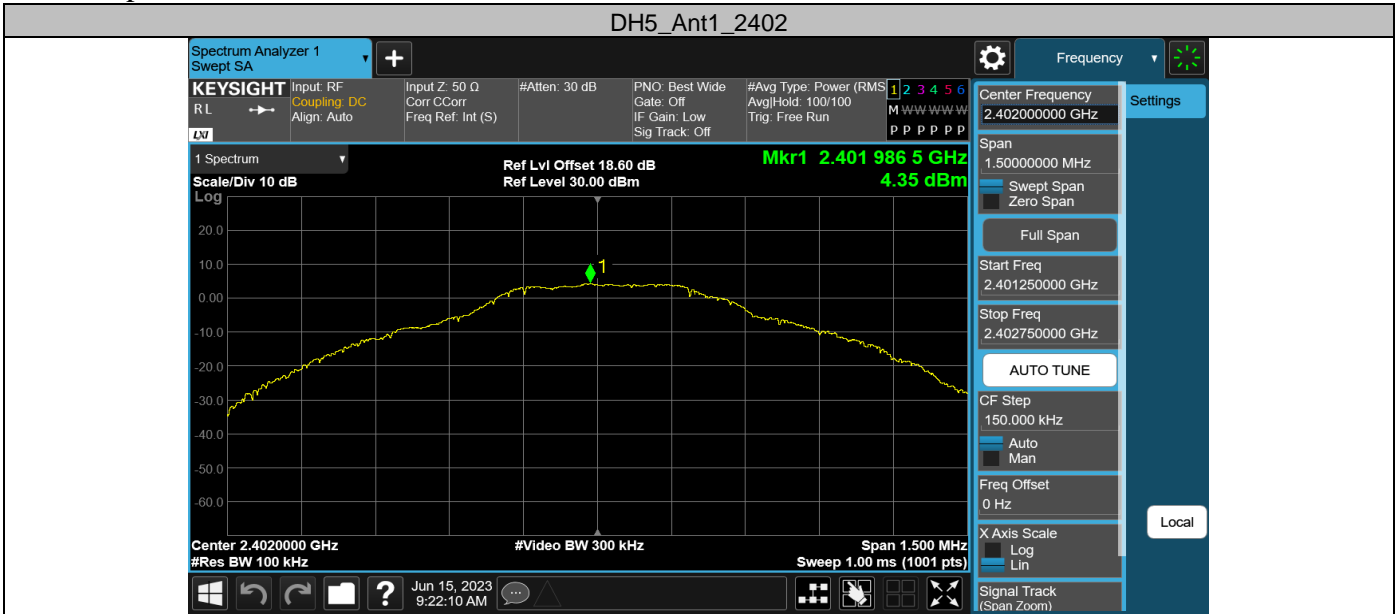 DH5_Ant1_2402
Spectrum Analyzer 1
Swept SA
Frequency
KEYSIGHT
RL
LXI
Input: RF
Coupling: DC
Align: Auto
Input Z: 50 Ω
Corr CCorr
Freq Ref: Int (S)
#Atten: 30 dB
PNO: Best Wide
Gate: Off
IF Gain: Low
Sig Track: Off
#Avg Type: Power (RMS
Avg|Hold: 100/100
Trig: Free Run
1 2 3 4 5 6
M W W W W W
P P P P P P
1 Spectrum
Scale/Div 10 dB
Log
Ref Lvl Offset 18.60 dB
Ref Level 30.00 dBm
Mkr1 2.401 986 5 GHz
4.35 dBm
20.0
10.0
0.00
-10.0
-20.0
-30.0
-40.0
-50.0
-60.0
1
Center 2.4020000 GHz
#Res BW 100 kHz
#Video BW 300 kHz
Span 1.500 MHz
Sweep 1.00 ms (1001 pts)
Jun 15, 2023
9:22:10 AM
Center Frequency
2.402000000 GHz
Span
1.50000000 MHz
Swept Span
Zero Span
Full Span
Start Freq
2.401250000 GHz
Stop Freq
2.402750000 GHz
AUTO TUNE
CF Step
150.000 kHz
Auto
Man
Freq Offset
0 Hz
X Axis Scale
Log
Lin
Signal Track
(Span Zoom)
Settings
Local